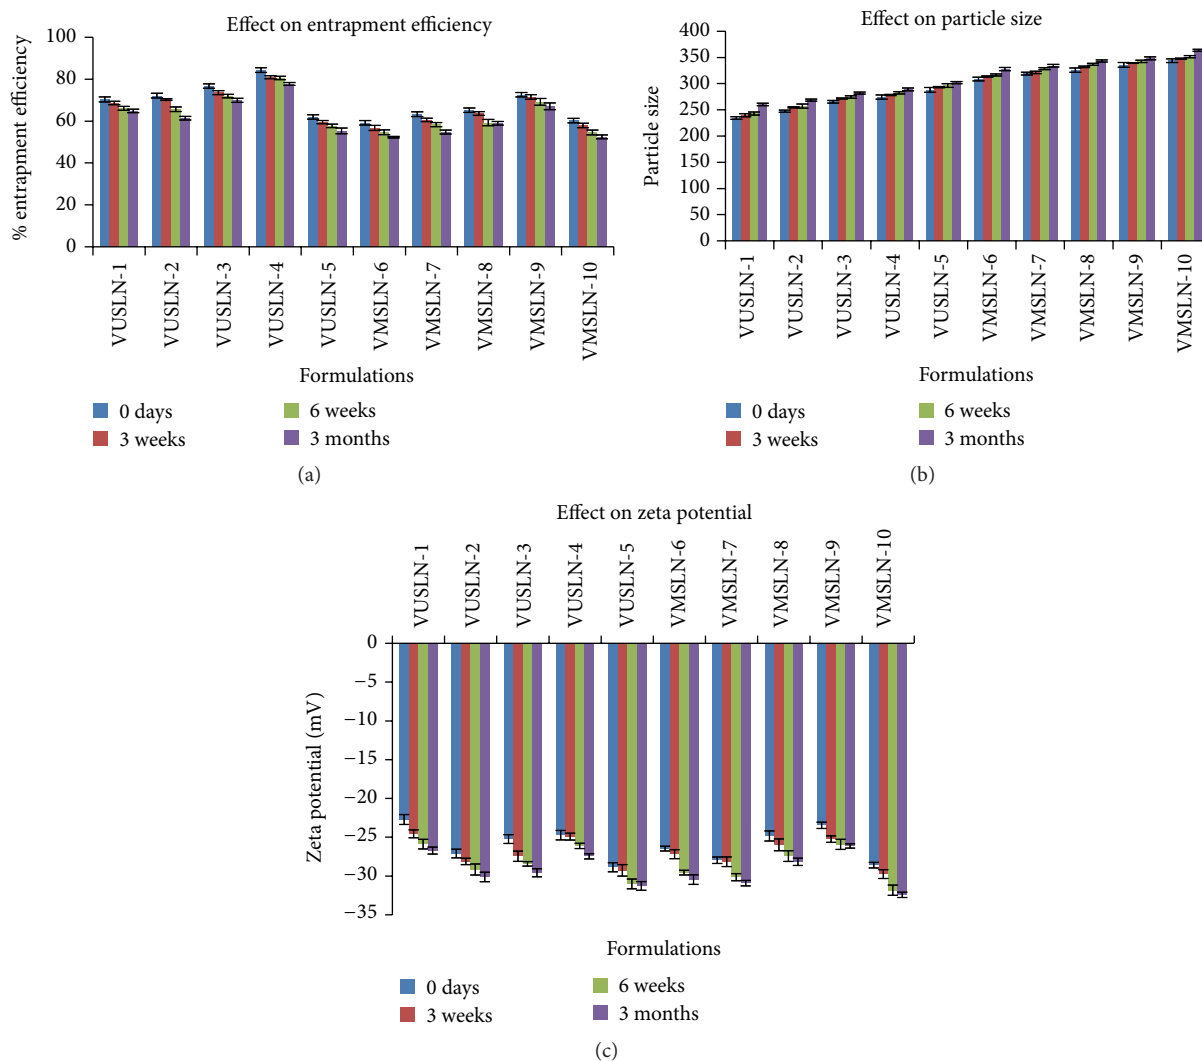 Effect on entrapment efficiency
% entrapment efficiency
100
80
60
40
20
0
VUSLN-1
VUSLN-2
VUSLN-3
VUSLN-4
VUSLN-5
VMSLN-6
VMSLN-7
VMSLN-8
VMSLN-9
VMSLN-10
Formulations
0 days
3 weeks
6 weeks
3 months
(a)
Effect on particle size
Particle size
400
350
300
250
200
150
100
50
0
VUSLN-1
VUSLN-2
VUSLN-3
VUSLN-4
VUSLN-5
VMSLN-6
VMSLN-7
VMSLN-8
VMSLN-9
VMSLN-10
Formulations
0 days
3 weeks
6 weeks
3 months
(b)
Effect on zeta potential
VUSLN-1
VUSLN-2
VUSLN-3
VUSLN-4
VUSLN-5
VMSLN-6
VMSLN-7
VMSLN-8
VMSLN-9
VMSLN-10
Zeta potential (mV)
0
−5
−10
−15
−20
−25
−30
−35
Formulations
0 days
3 weeks
6 weeks
3 months
(c)